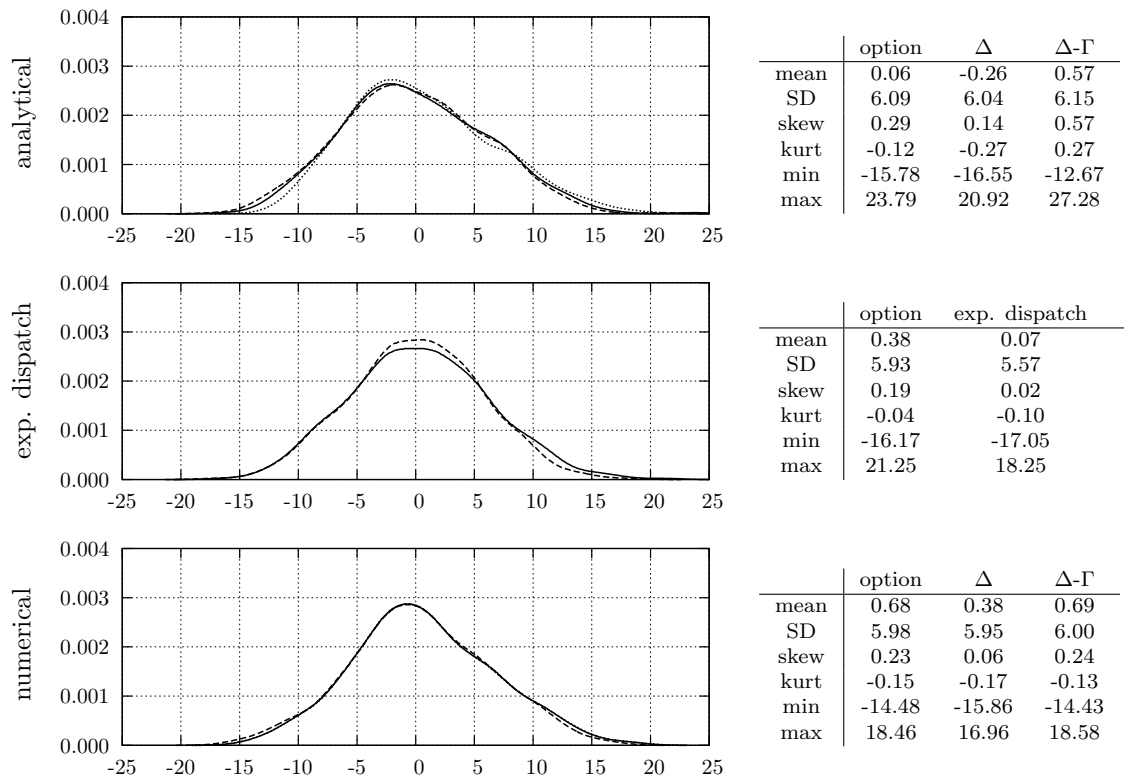 analytical
0.004
0.003
0.002
0.001
0.000
-25 -20 -15 -10 -5 0 5 10 15 20 25
option Δ Δ-Γ
mean 0.06 -0.26 0.57
SD 6.09 6.04 6.15
skew 0.29 0.14 0.57
kurt -0.12 -0.27 0.27
min -15.78 -16.55 -12.67
max 23.79 20.92 27.28
exp. dispatch
0.004
0.003
0.002
0.001
0.000
-25 -20 -15 -10 -5 0 5 10 15 20 25
option exp. dispatch
mean 0.38 0.07
SD 5.93 5.57
skew 0.19 0.02
kurt -0.04 -0.10
min -16.17 -17.05
max 21.25 18.25
numerical
0.004
0.003
0.002
0.001
0.000
-25 -20 -15 -10 -5 0 5 10 15 20 25
option Δ Δ-Γ
mean 0.68 0.38 0.69
SD 5.98 5.95 6.00
skew 0.23 0.06 0.24
kurt -0.15 -0.17 -0.13
min -14.48 -15.86 -14.43
max 18.46 16.96 18.58